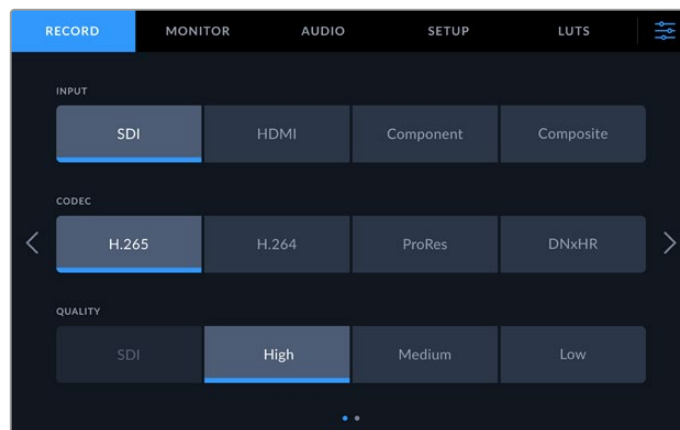 RECORD MONITOR AUDIO SETUP LUTS
INPUT
SDI HDMI Component Composite
CODEC
H.265 H.264 ProRes DNxHR
QUALITY
SDI High Medium Low